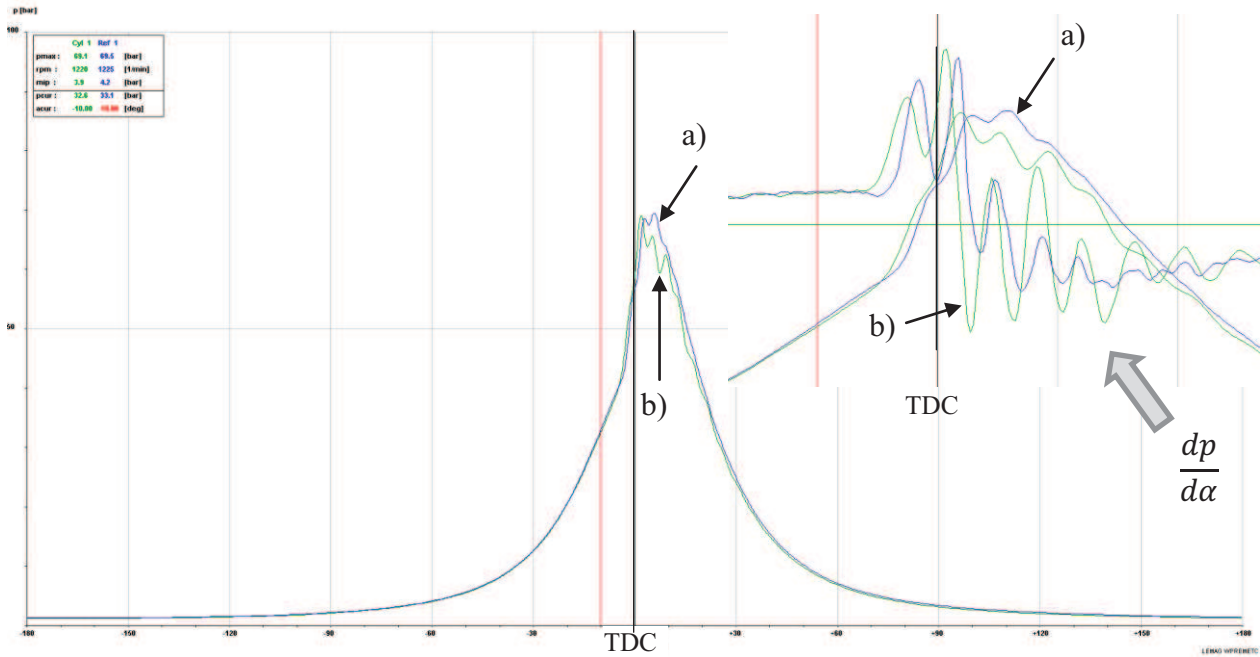 p [bar]
100
Cyl 1 Ref 1
pmax : 69.1 69.5 [bar]
rpm : 1220 1225 [1/min]
mip : 3.9 4.2 [bar]
pcur : 32.6 33.1 [bar]
acur : -10.00 [deg]
a)
b)
50
a)
b)
TDC
dp
dα
-180 -150 -120 -90 -60 -30 TDC +30 +60 +90 +120 +150 +180
LEMAG WPREMETO